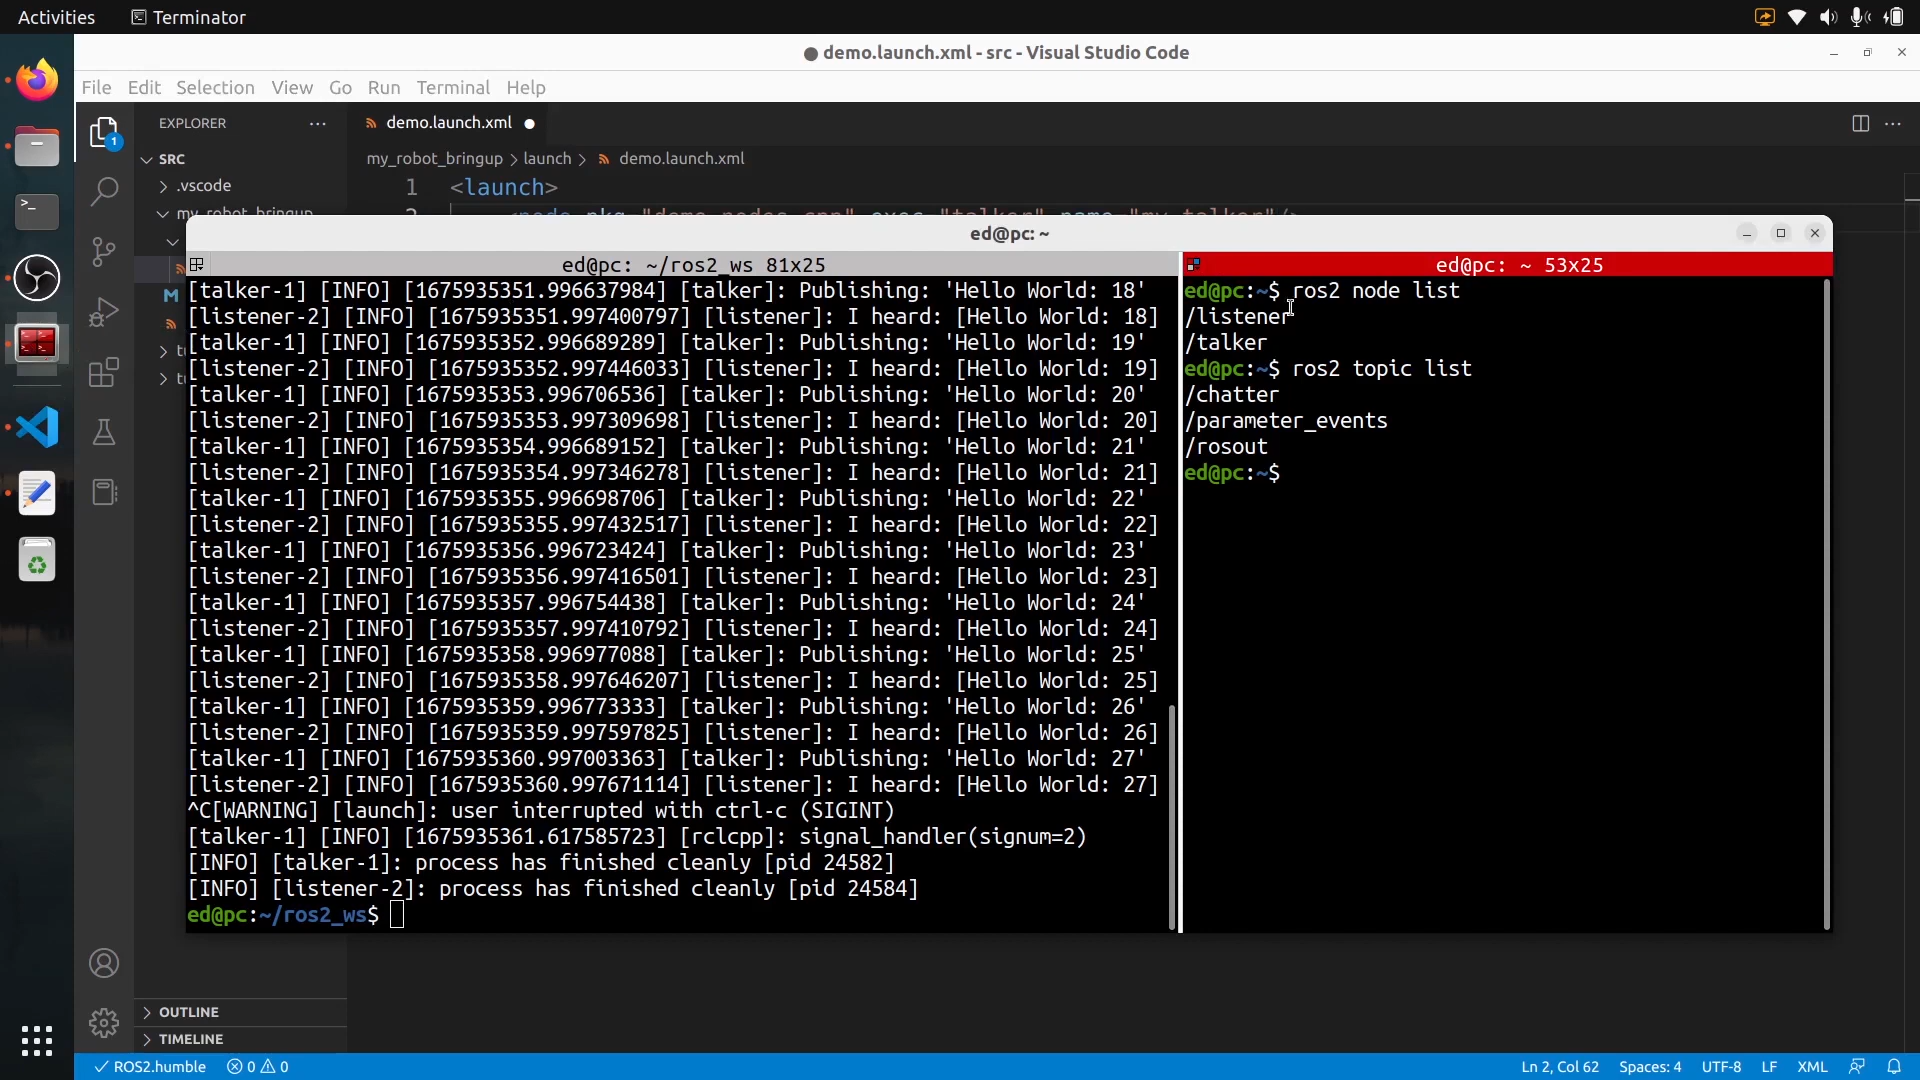 Activities Terminator
demo.launch.xml - src - Visual Studio Code
File Edit Selection View Go Run Terminal Help
EXPLORER
demo.launch.xml
SRC
my_robot_bringup > launch > demo.launch.xml
.vscode
1 <launch>
my_robot_bringup
2 <node pkg="demo_nodes_cpp" exec="talker" name="my_talker"/>
ed@pc: ~
ed@pc: ~/ros2_ws 81x25
[talker-1] [INFO] [1675935351.996637984] [talker]: Publishing: 'Hello World: 18'
[listener-2] [INFO] [1675935351.997400797] [listener]: I heard: [Hello World: 18]
[talker-1] [INFO] [1675935352.996689289] [talker]: Publishing: 'Hello World: 19'
[listener-2] [INFO] [1675935352.997446033] [listener]: I heard: [Hello World: 19]
[talker-1] [INFO] [1675935353.996706536] [talker]: Publishing: 'Hello World: 20'
[listener-2] [INFO] [1675935353.997309698] [listener]: I heard: [Hello World: 20]
[talker-1] [INFO] [1675935354.996689152] [talker]: Publishing: 'Hello World: 21'
[listener-2] [INFO] [1675935354.997346278] [listener]: I heard: [Hello World: 21]
[talker-1] [INFO] [1675935355.996698706] [talker]: Publishing: 'Hello World: 22'
[listener-2] [INFO] [1675935355.997432517] [listener]: I heard: [Hello World: 22]
[talker-1] [INFO] [1675935356.996723424] [talker]: Publishing: 'Hello World: 23'
[listener-2] [INFO] [1675935356.997416501] [listener]: I heard: [Hello World: 23]
[talker-1] [INFO] [1675935357.996754438] [talker]: Publishing: 'Hello World: 24'
[listener-2] [INFO] [1675935357.997410792] [listener]: I heard: [Hello World: 24]
[talker-1] [INFO] [1675935358.996977088] [talker]: Publishing: 'Hello World: 25'
[listener-2] [INFO] [1675935358.997646207] [listener]: I heard: [Hello World: 25]
[talker-1] [INFO] [1675935359.996773333] [talker]: Publishing: 'Hello World: 26'
[listener-2] [INFO] [1675935359.997597825] [listener]: I heard: [Hello World: 26]
[talker-1] [INFO] [1675935360.997003363] [talker]: Publishing: 'Hello World: 27'
[listener-2] [INFO] [1675935360.997671114] [listener]: I heard: [Hello World: 27]
^C[WARNING] [launch]: user interrupted with ctrl-c (SIGINT)
[talker-1] [INFO] [1675935361.617585723] [rclcpp]: signal_handler(signum=2)
[INFO] [talker-1]: process has finished cleanly [pid 24582]
[INFO] [listener-2]: process has finished cleanly [pid 24584]
ed@pc:~/ros2_ws$
ed@pc: ~ 53x25
ed@pc:~$ ros2 node list
/listener
/talker
ed@pc:~$ ros2 topic list
/chatter
/parameter_events
/rosout
ed@pc:~$
OUTLINE
TIMELINE
ROS2.humble 0 0 Ln 2, Col 62 Spaces: 4 UTF-8 LF XML